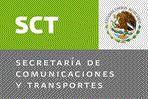 SCT
SECRETARÍA DE
COMUNICACIONES
Y TRANSPORTES